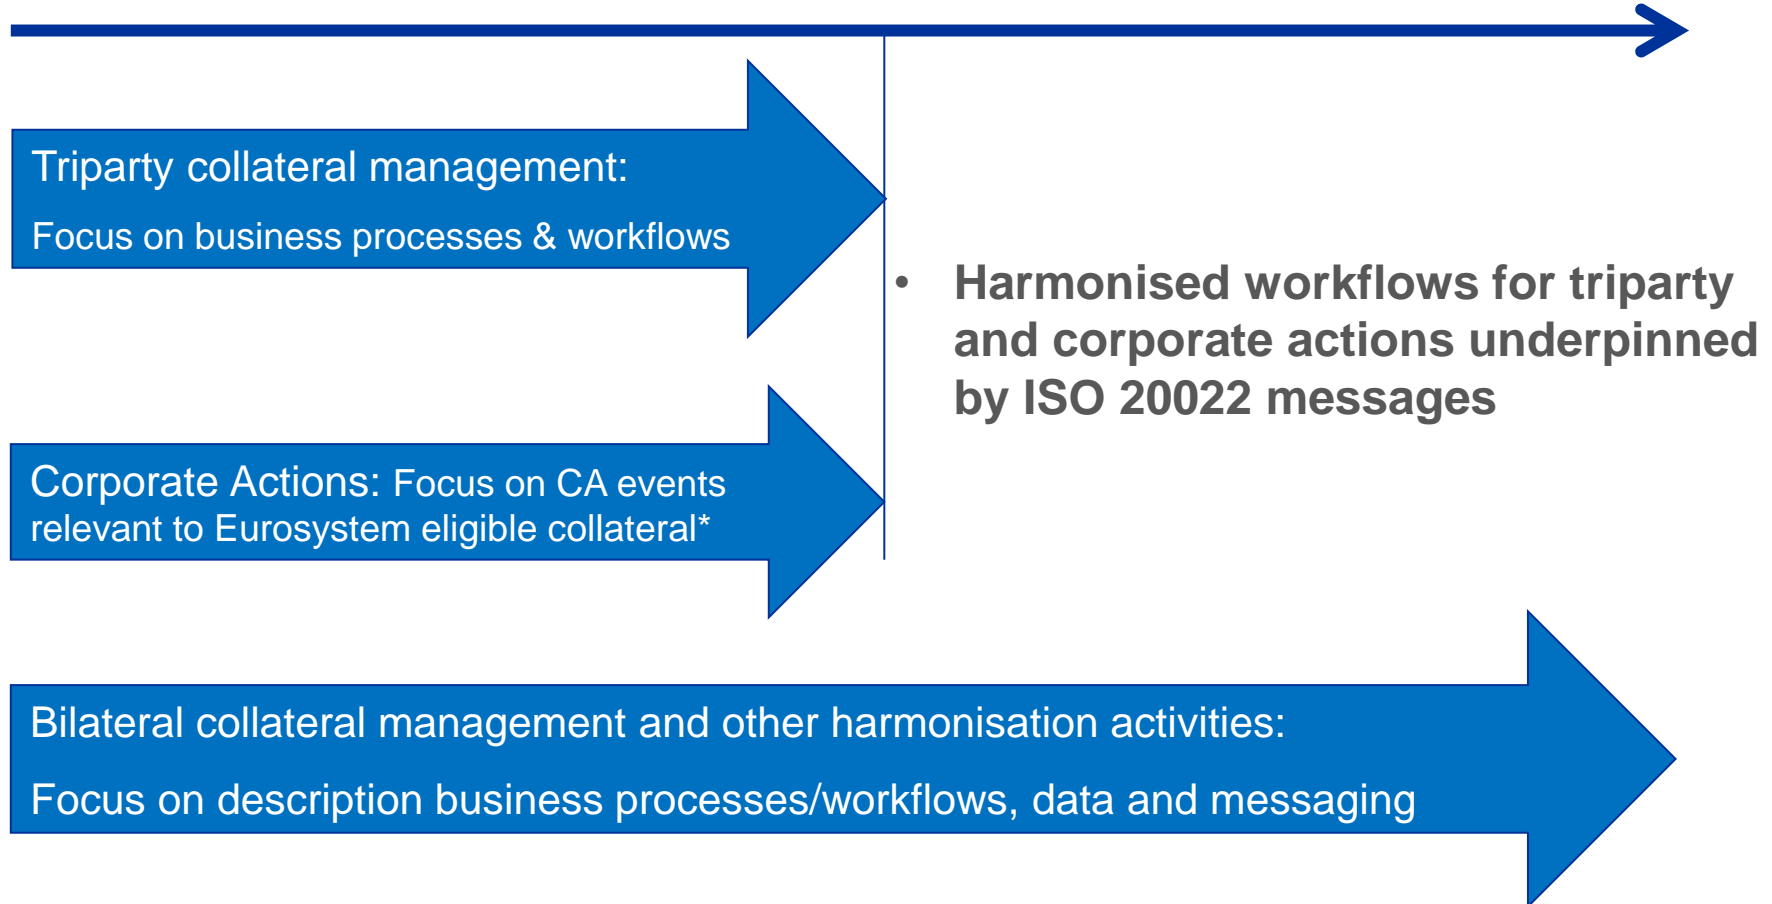 Triparty collateral management:
Focus on business processes & workflows
• Harmonised workflows for triparty
and corporate actions underpinned
by ISO 20022 messages
Corporate Actions: Focus on CA events
relevant to Eurosystem eligible collateral*
Bilateral collateral management and other harmonisation activities:
Focus on description business processes/workflows, data and messaging